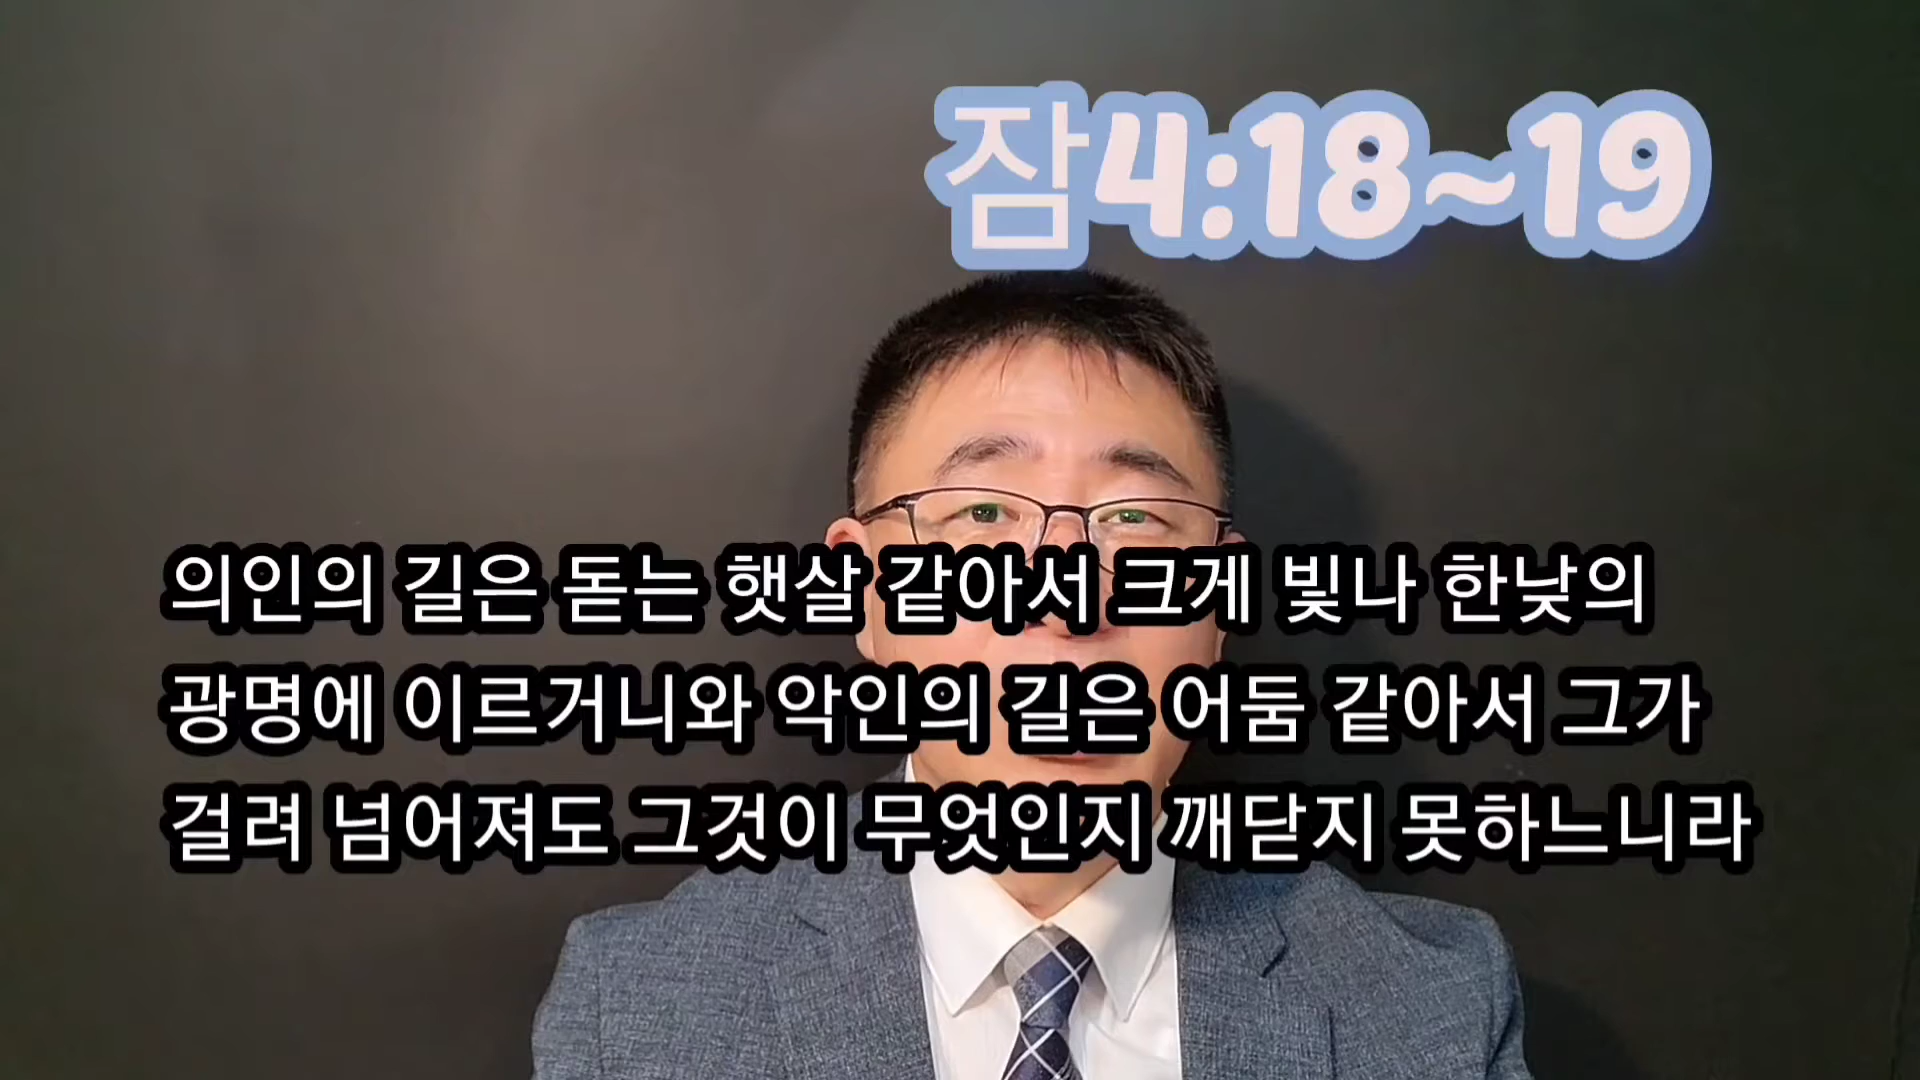 잠4:18~19
의인의 길은 돋는 햇살 같아서 크게 빛나 한낮의
광명에 이르거니와 악인의 길은 어둠 같아서 그가
걸려 넘어져도 그것이 무엇인지 깨닫지 못하느니라